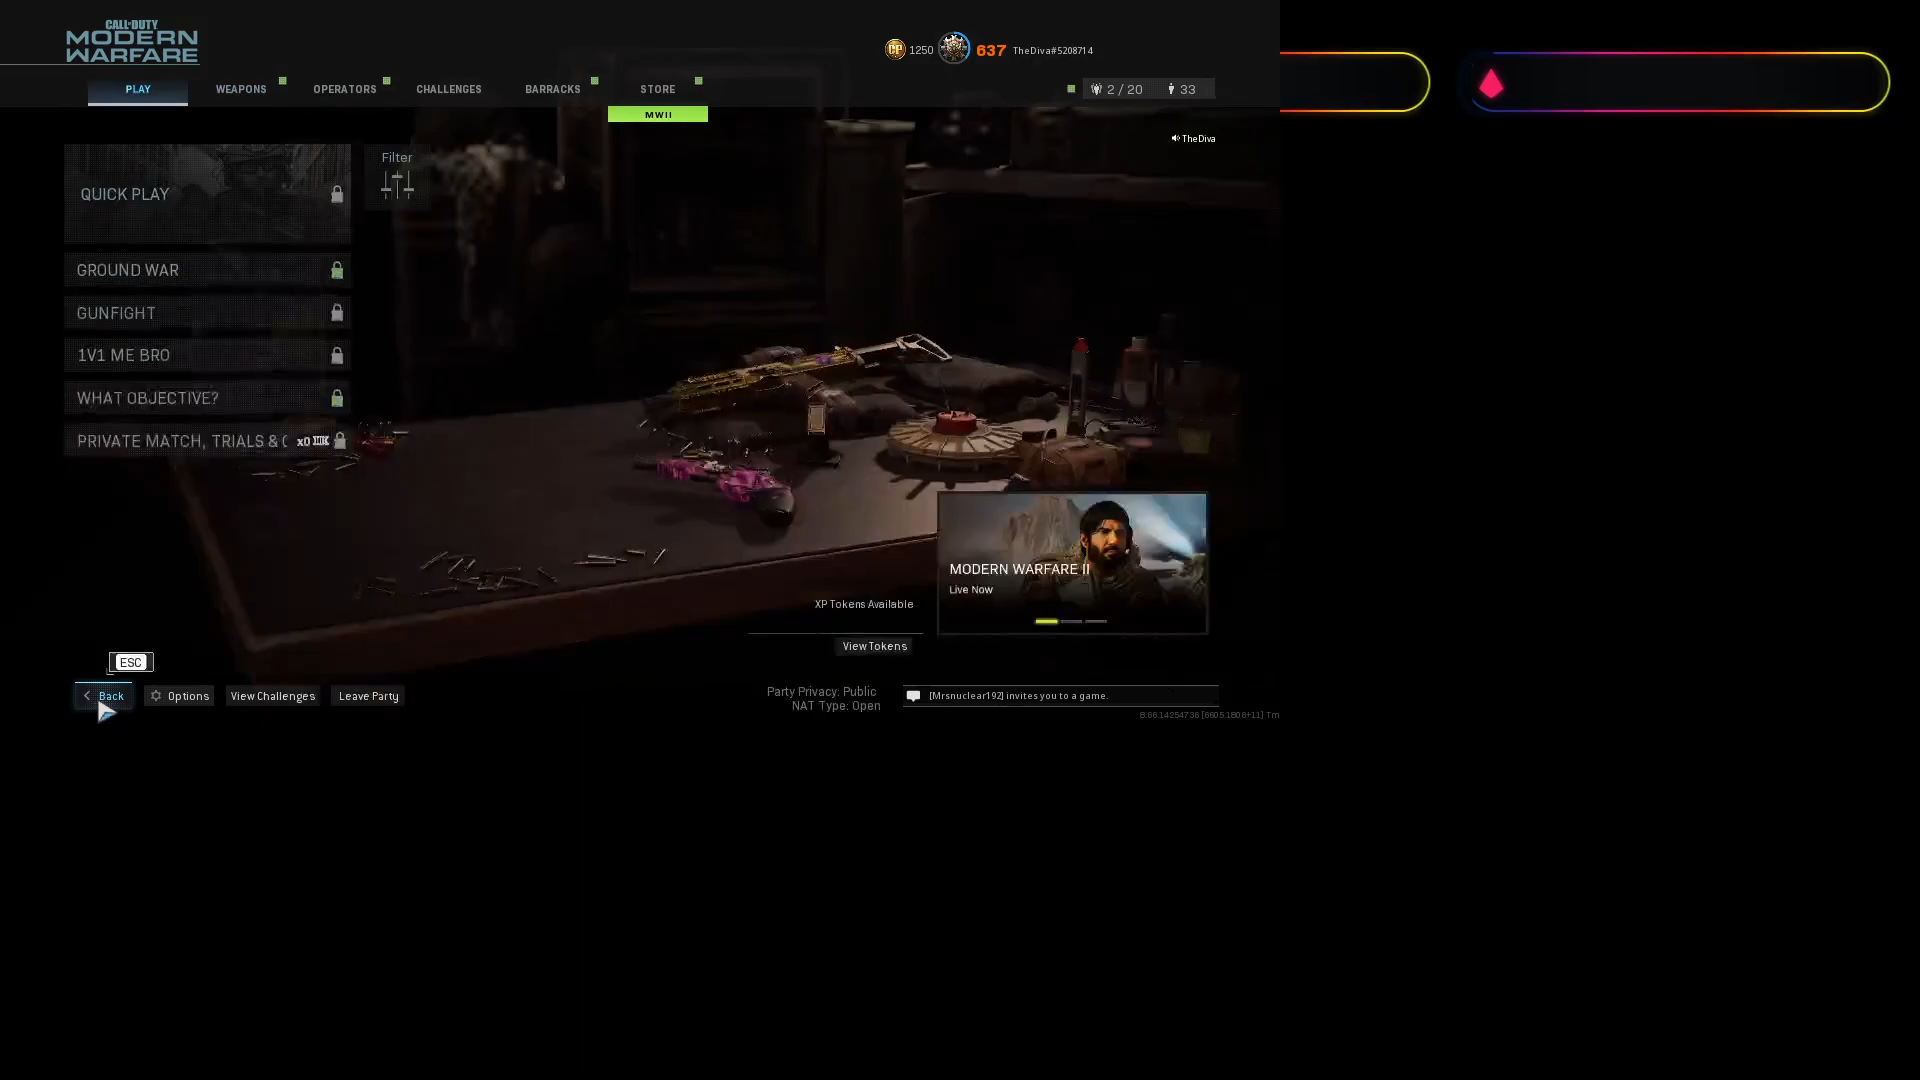 CALL OF DUTY
MODERN
WARFARE
CP 1250 637 TheDiva#5208714
PLAY WEAPONS OPERATORS CHALLENGES BARRACKS STORE
2 / 20 33
MWII
TheDiva
Filter
QUICK PLAY
GROUND WAR
GUNFIGHT
1V1 ME BRO
WHAT OBJECTIVE?
PRIVATE MATCH, TRIALS & x0
MODERN WARFARE II
Live Now
XP Tokens Available
View Tokens
ESC
Back Options View Challenges Leave Party
Party Privacy: Public
NAT Type: Open
[Mrsnuclear192] invites you to a game.